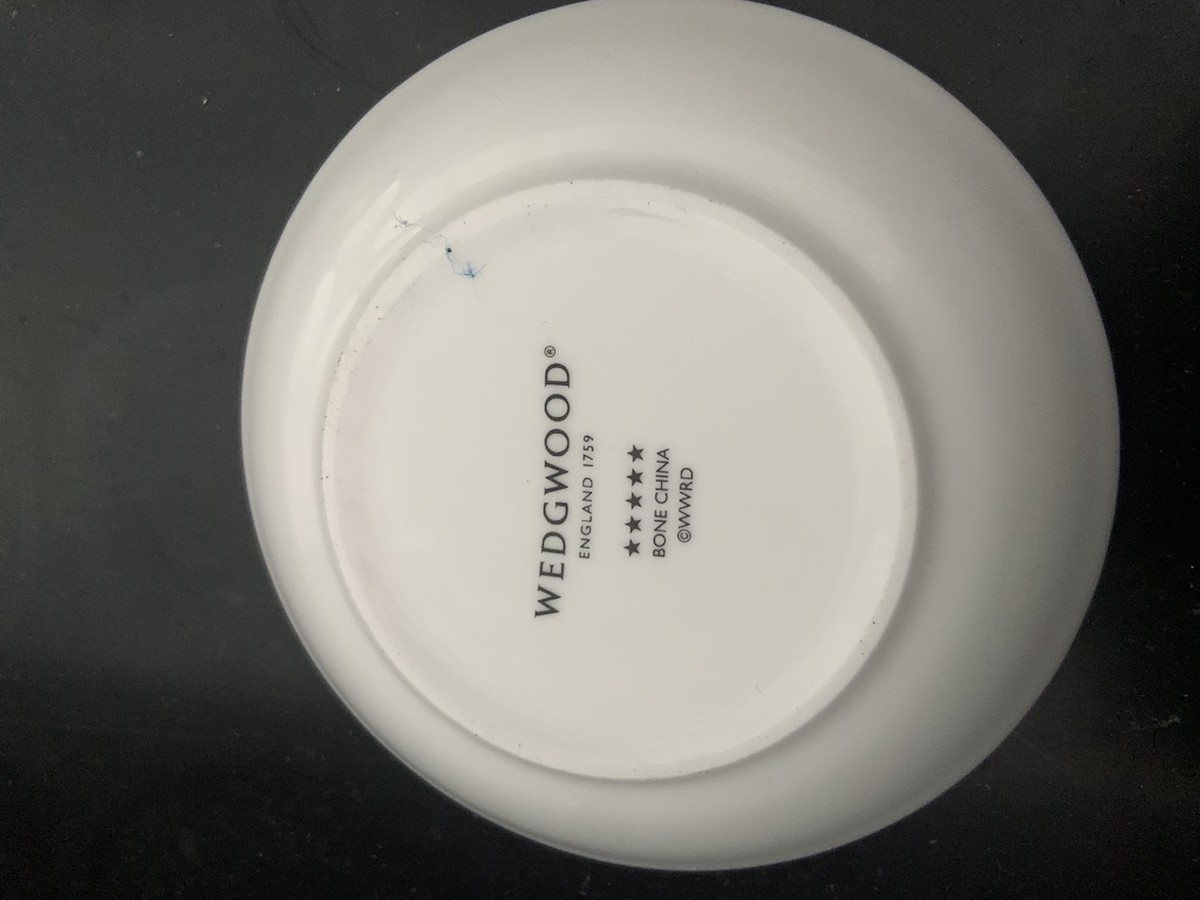 WEDGWOOD®
ENGLAND 1759
★★★★★
BONE CHINA
©WWRD